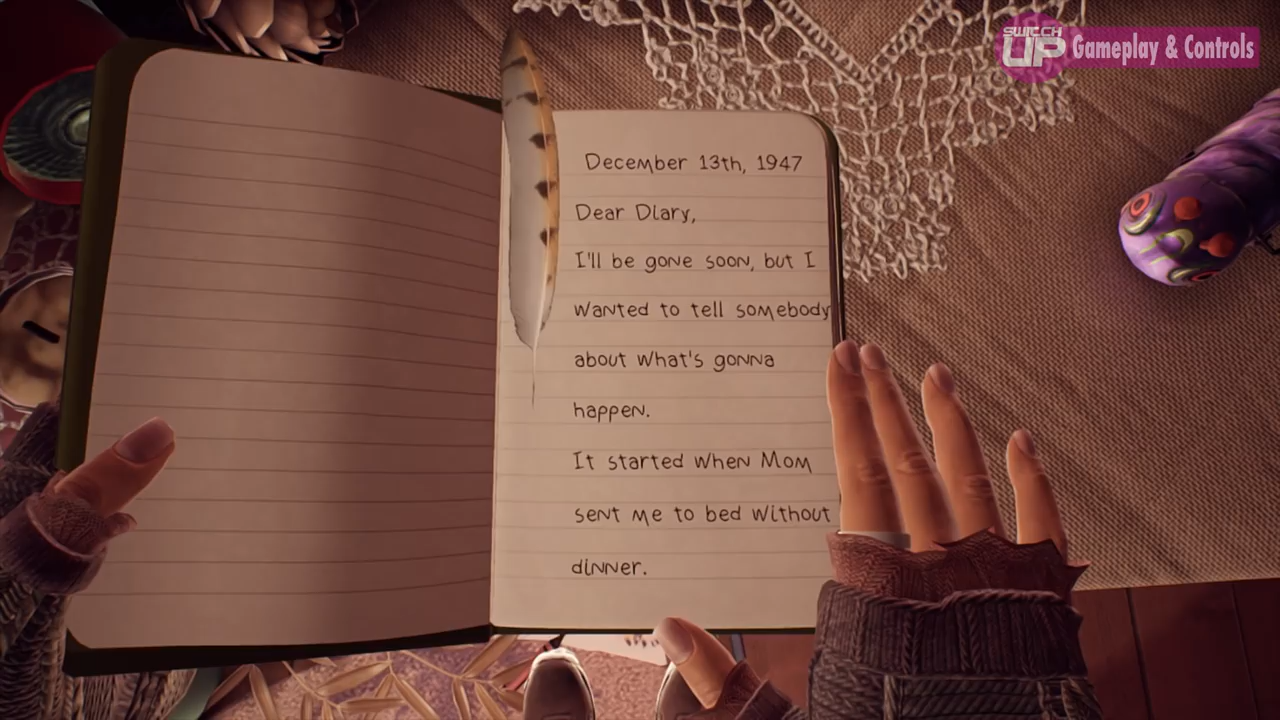 SWITCH
UP Gameplay & Controls
December 13th, 1947
Dear Diary,
I'll be gone soon, but I
wanted to tell somebody
about what's gonna
happen.
It started when Mom
sent me to bed without
dinner.